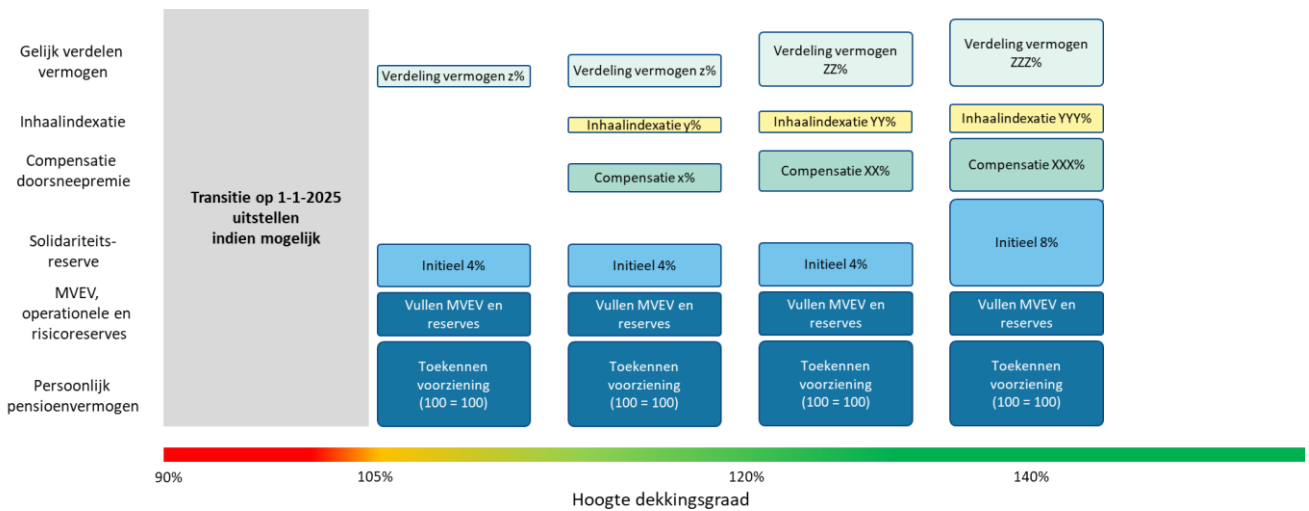 Gelijk verdelen
vermogen
Verdeling vermogen z%
Verdeling vermogen z%
Verdeling vermogen
ZZ%
Verdeling vermogen
ZZZ%
Inhaalindexatie
Inhaalindexatie y%
Inhaalindexatie YY%
Inhaalindexatie YYY%
Compensatie
doorsneepremie
Compensatie x%
Compensatie XX%
Compensatie XXX%
Transitie op 1-1-2025
uitstellen
indien mogelijk
Solidariteits-
reserve
Initieel 4%
Initieel 4%
Initieel 4%
Initieel 8%
MVEV,
operationele en
risicoreserves
Vullen MVEV en
reserves
Vullen MVEV en
reserves
Vullen MVEV en
reserves
Vullen MVEV en
reserves
Persoonlijk
pensioenvermogen
Toekennen
voorziening
(100 = 100)
Toekennen
voorziening
(100 = 100)
Toekennen
voorziening
(100 = 100)
Toekennen
voorziening
(100 = 100)
90%
105%
120%
140%
Hoogte dekkingsgraad